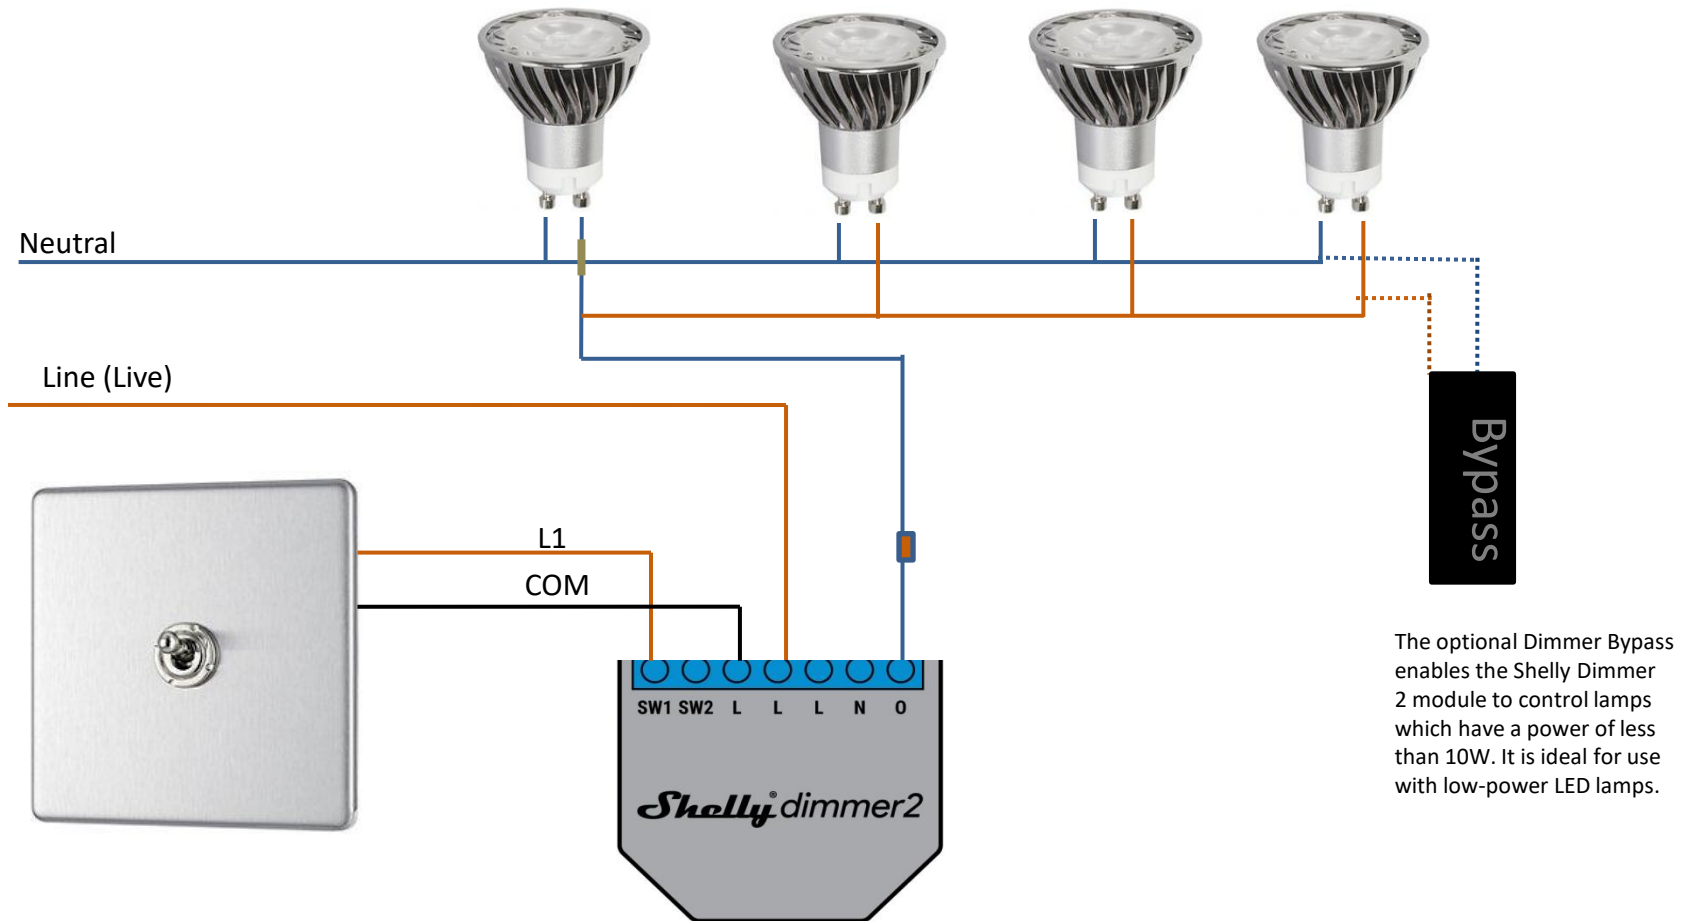 Neutral
Line (Live)
L1
COM
Bypass
SW1 SW2 L L L N O
Shelly® dimmer2
The optional Dimmer Bypass
enables the Shelly Dimmer
2 module to control lamps
which have a power of less
than 10W. It is ideal for use
with low-power LED lamps.